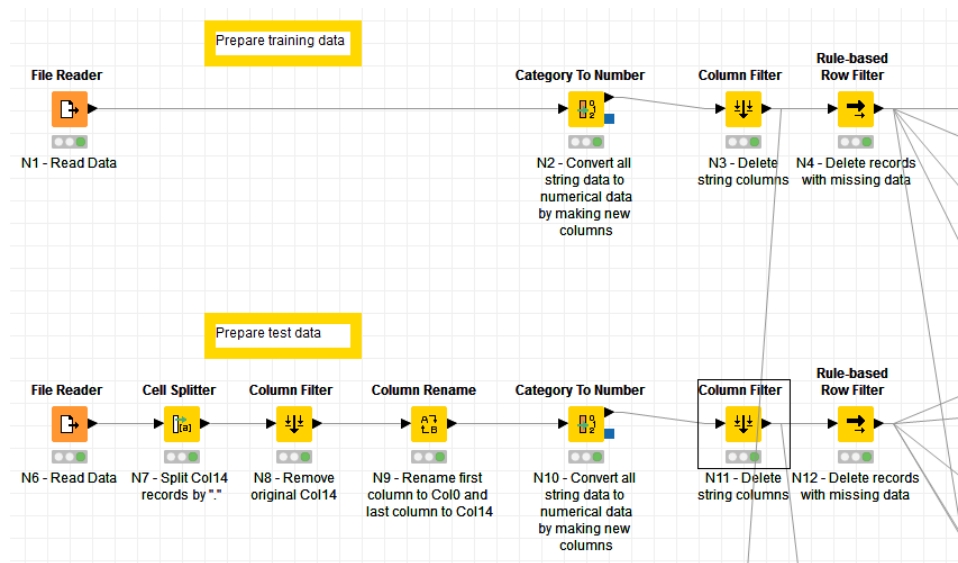 Prepare training data
File Reader
Category To Number
Column Filter
Rule-based
Row Filter
N1 - Read Data
N2 - Convert all
string data to
numerical data
by making new
columns
N3 - Delete
string columns
N4 - Delete records
with missing data
Prepare test data
File Reader
Cell Splitter
Column Filter
Column Rename
Category To Number
Column Filter
Rule-based
Row Filter
N6 - Read Data
N7 - Split Col14
records by "."
N8 - Remove
original Col14
N9 - Rename first
column to Col0 and
last column to Col14
N10 - Convert all
string data to
numerical data
by making new
columns
N11 - Delete
string columns
N12 - Delete records
with missing data